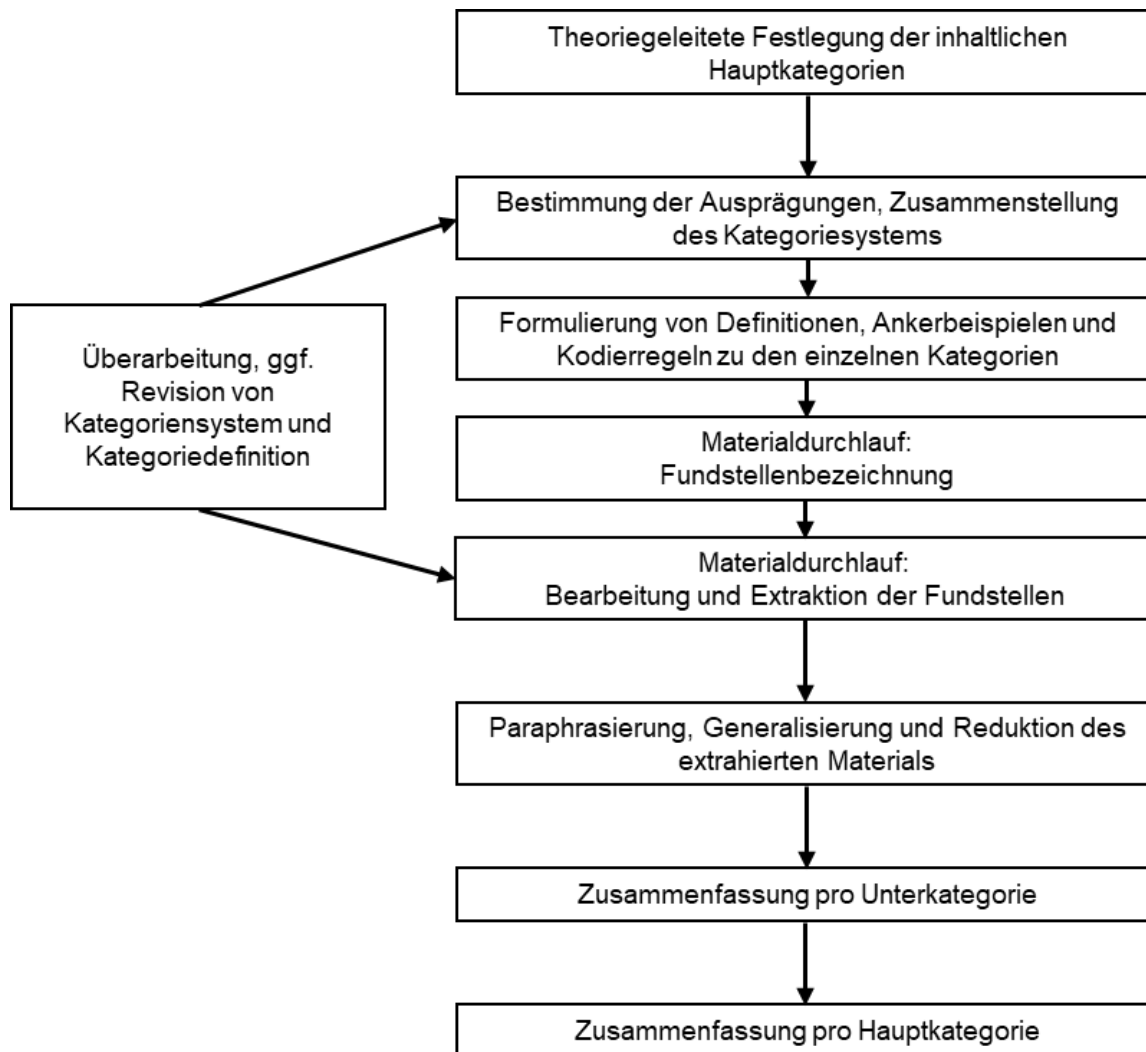 Theoriegeleitete Festlegung der inhaltlichen
Hauptkategorien
Bestimmung der Ausprägungen, Zusammenstellung
des Kategoriesystems
Formulierung von Definitionen, Ankerbeispielen und
Kodierregeln zu den einzelnen Kategorien
Überarbeitung, ggf.
Revision von
Kategoriensystem und
Kategoriedefinition
Materialdurchlauf:
Fundstellenbezeichnung
Materialdurchlauf:
Bearbeitung und Extraktion der Fundstellen
Paraphrasierung, Generalisierung und Reduktion des
extrahierten Materials
Zusammenfassung pro Unterkategorie
Zusammenfassung pro Hauptkategorie